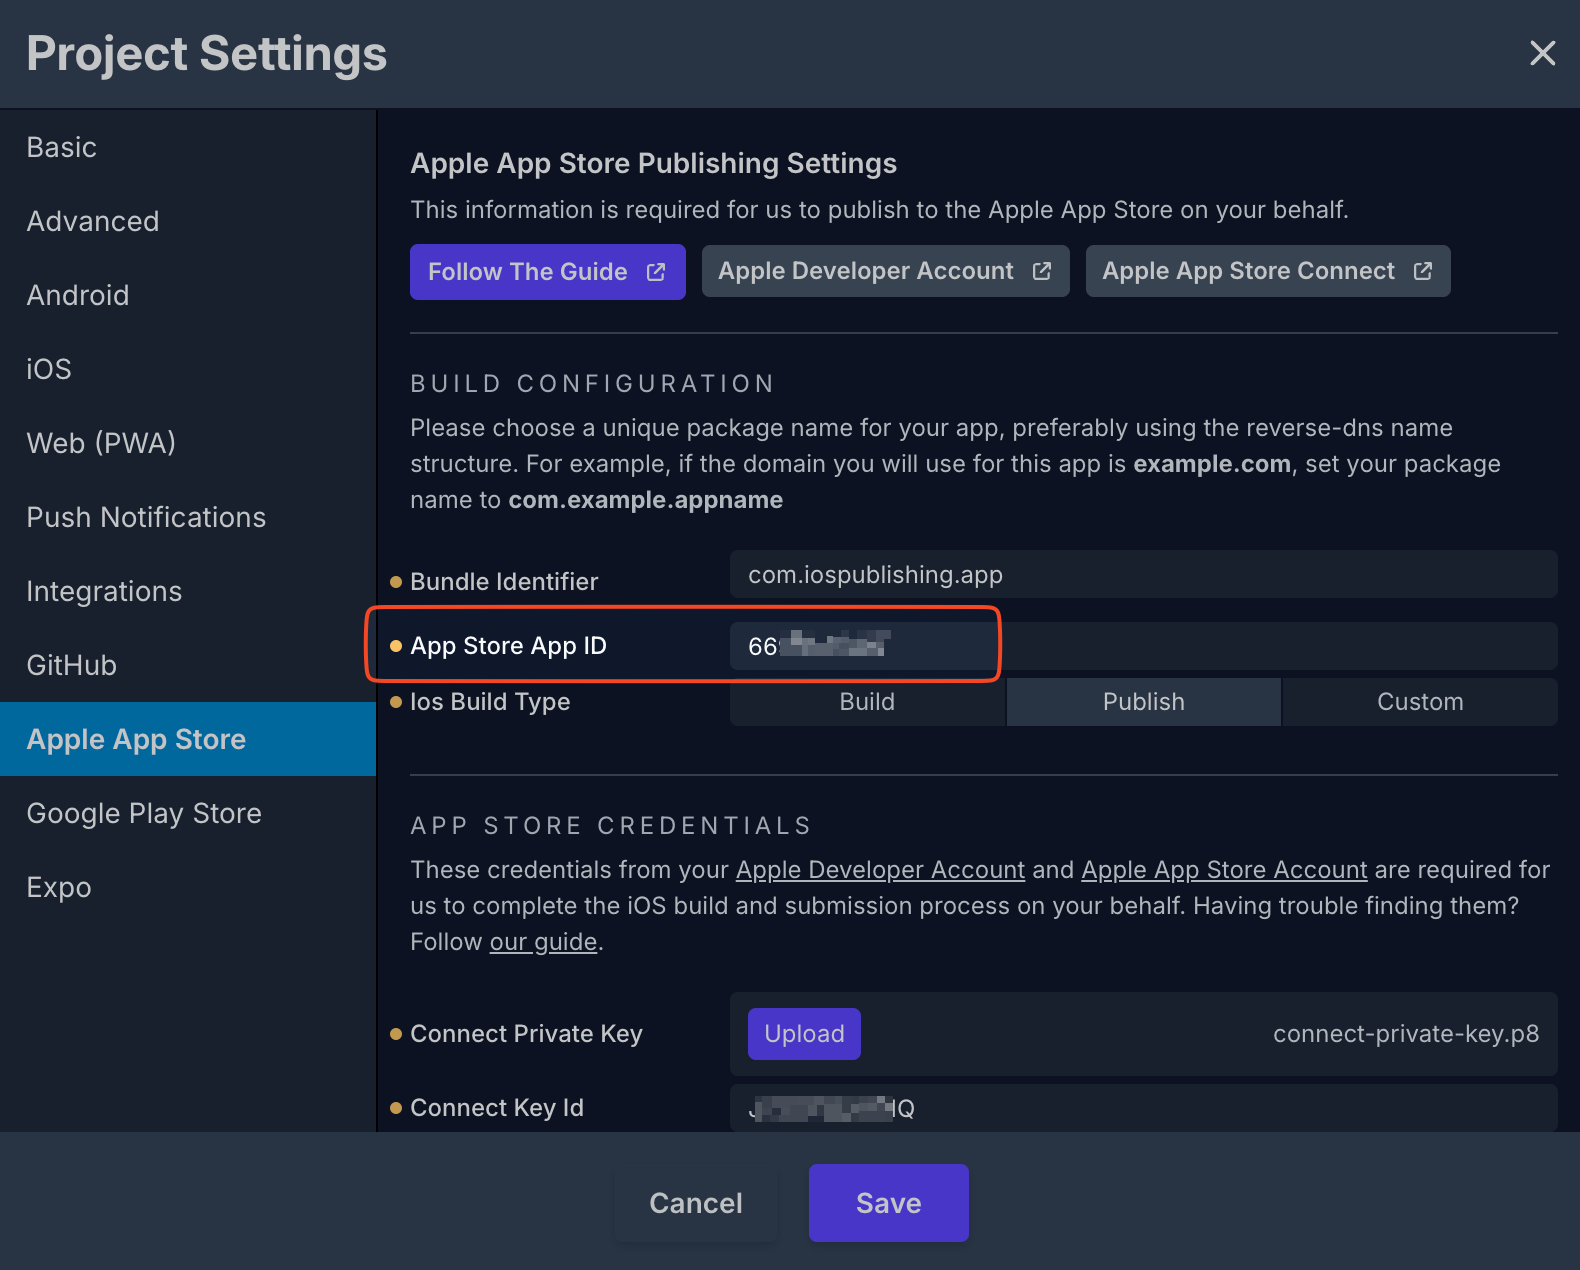 Project Settings
Basic
Advanced
Android
iOS
Web (PWA)
Push Notifications
Integrations
GitHub
Apple App Store
Google Play Store
Expo
Apple App Store Publishing Settings
This information is required for us to publish to the Apple App Store on your behalf.
Follow The Guide
Apple Developer Account
Apple App Store Connect
BUILD CONFIGURATION
Please choose a unique package name for your app, preferably using the reverse-dns name
structure. For example, if the domain you will use for this app is example.com, set your package
name to com.example.appname
Bundle Identifier
com.iospublishing.app
App Store App ID
Ios Build Type
Build
Publish
Custom
APP STORE CREDENTIALS
These credentials from your Apple Developer Account and Apple App Store Account are required for
us to complete the iOS build and submission process on your behalf. Having trouble finding them?
Follow our guide.
Connect Private Key
Upload
connect-private-key.p8
Connect Key Id
Cancel
Save